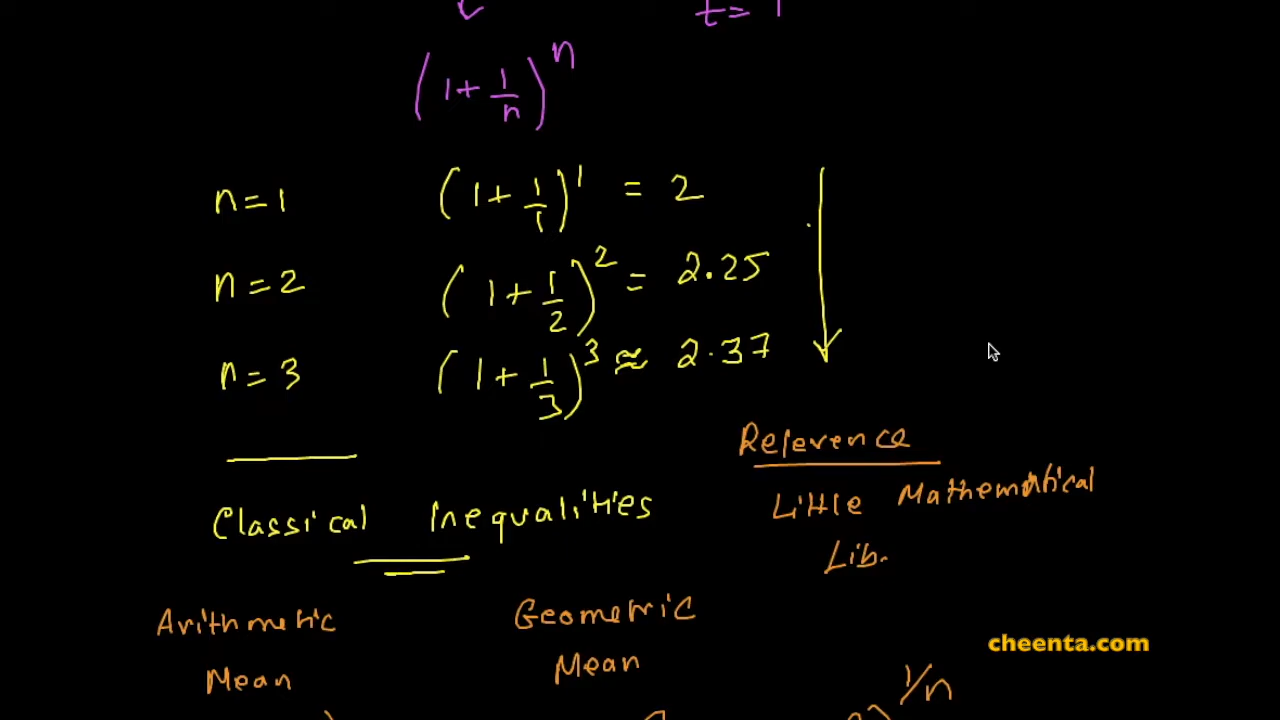 t = 1
(1 + 1/n)^n
n = 1 (1 + 1/1)^1 = 2
n = 2 (1 + 1/2)^2 = 2.25
n = 3 (1 + 1/3)^3 ≈ 2.37
Reference
Little Mathematical
Lib.
Classical Inequalities
Arithmetic Geometric
Mean Mean
cheenta.com
1/n